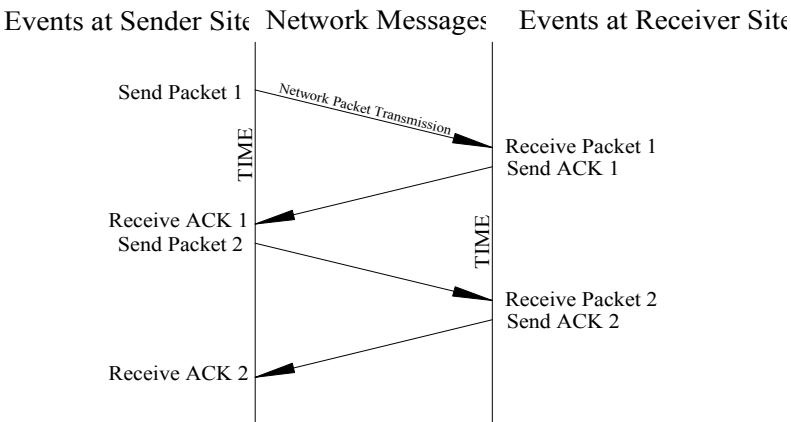 Events at Sender Site Network Messages Events at Receiver Site
Send Packet 1
Network Packet Transmission
TIME
Receive Packet 1
Send ACK 1
Receive ACK 1
Send Packet 2
TIME
Receive Packet 2
Send ACK 2
Receive ACK 2